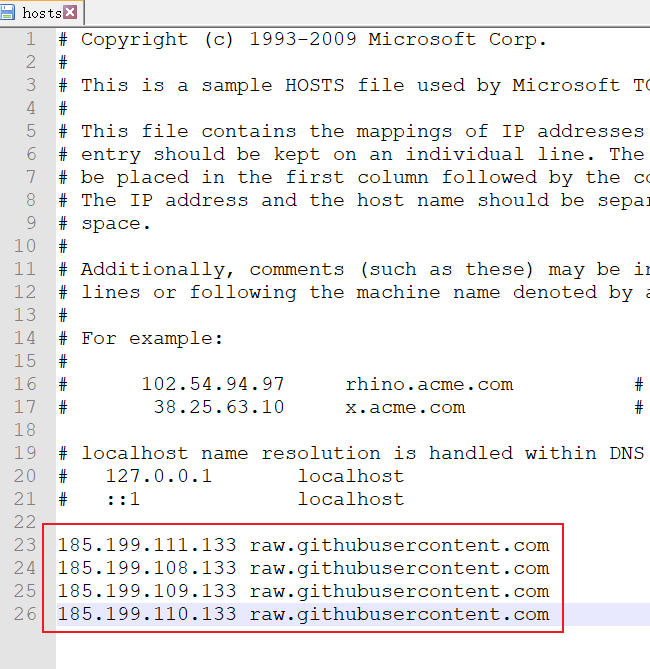 hosts
1 # Copyright (c) 1993-2009 Microsoft Corp.
2 #
3 # This is a sample HOSTS file used by Microsoft
4 #
5 # This file contains the mappings of IP addresses
6 # entry should be kept on an individual line. The
7 # be placed in the first column followed by the
8 # The IP address and the host name should be
9 # space.
10 #
11 # Additionally, comments (such as these) may be
12 # lines or following the machine name denoted by a
13 #
14 # For example:
15 #
16 # 102.54.94.97 rhino.acme.com #
17 # 38.25.63.10 x.acme.com #
18
19 # localhost name resolution is handled within DNS
20 # 127.0.0.1 localhost
21 # ::1 localhost
22
23 185.199.111.133 raw.githubusercontent.com
24 185.199.108.133 raw.githubusercontent.com
25 185.199.109.133 raw.githubusercontent.com
26 185.199.110.133 raw.githubusercontent.com